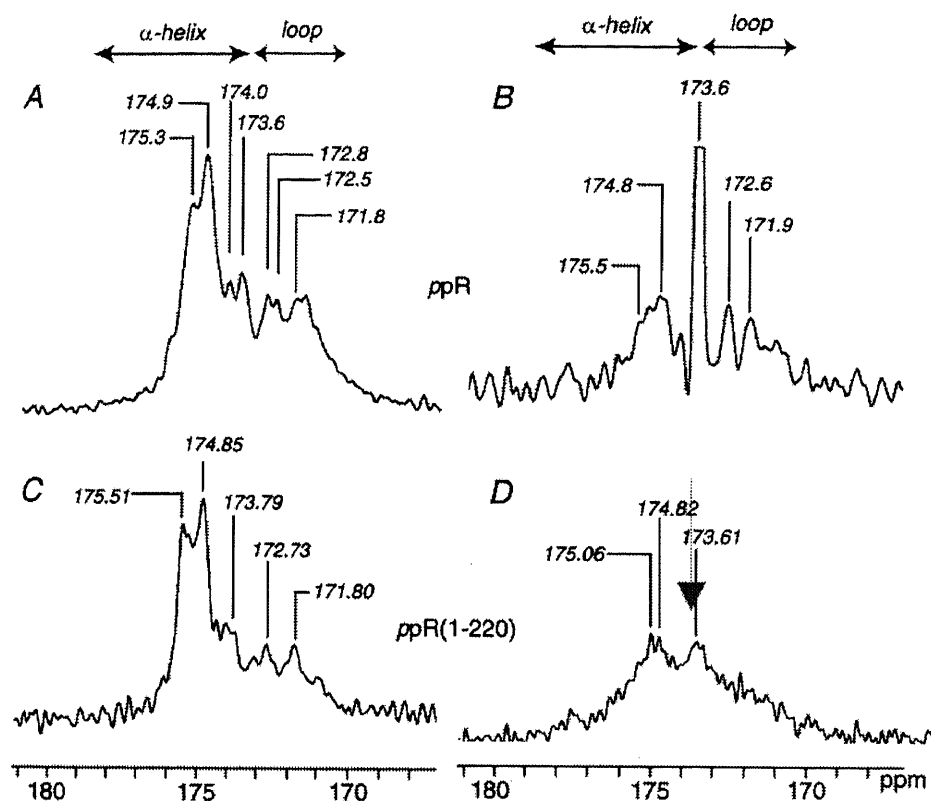 α-helix loop α-helix loop
A B
174.0 173.6
174.9 173.6
175.3
172.8
172.5
171.8
174.8 172.6
171.9
175.5
ppR
174.85
C D
175.51 173.79
174.82
173.61
175.06
172.73
171.80
ppR(1-220)
180 175 170 180 175 170 ppm